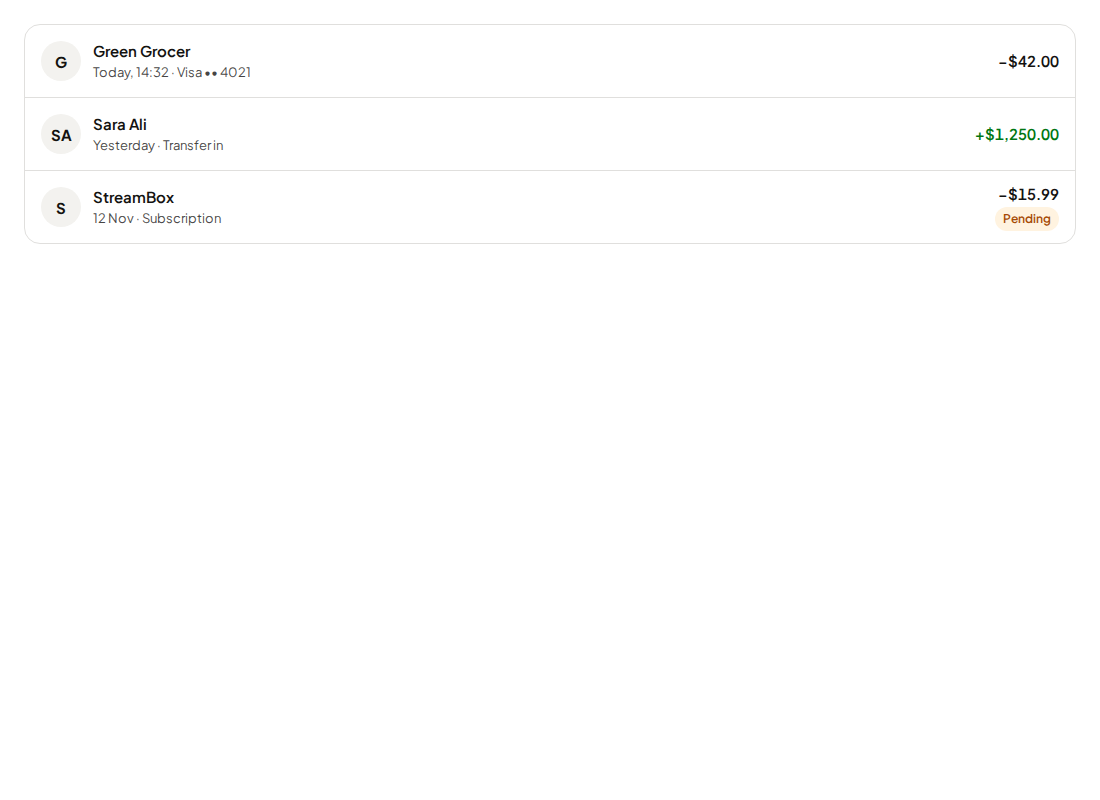 G
Green Grocer
Today, 14:32 · Visa •• 4021
−$42.00
SA
Sara Ali
Yesterday · Transfer in
+$1,250.00
S
StreamBox
12 Nov · Subscription
−$15.99
Pending